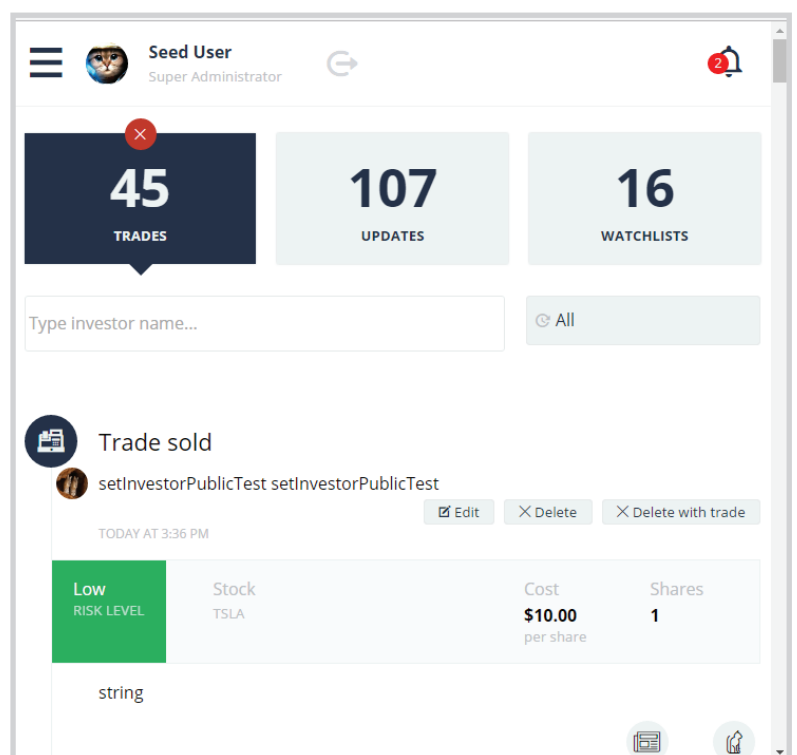 Seed User
Super Administrator
2
45
TRADES
107
UPDATES
16
WATCHLISTS
Type investor name...
All
Trade sold
setInvestorPublicTest setInvestorPublicTest
Edit
Delete
Delete with trade
TODAY AT 3:36 PM
Low
RISK LEVEL
Stock
TSLA
Cost
$10.00
per share
Shares
1
string